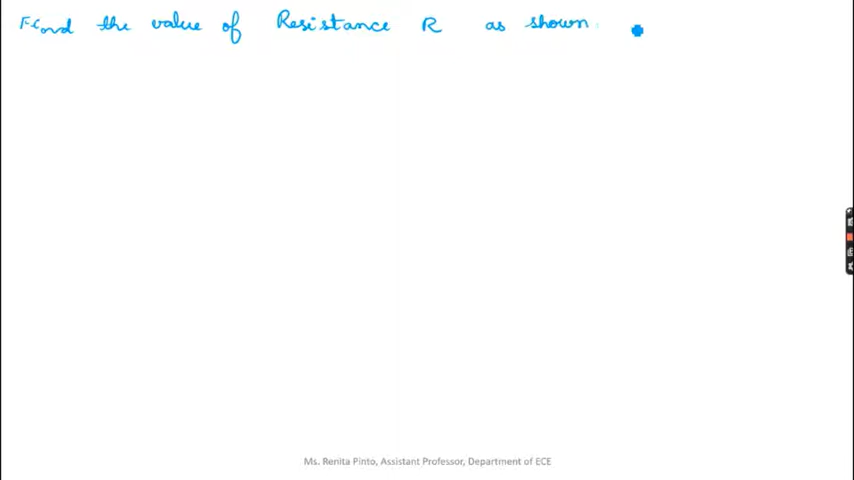 Find the value of Resistance R as shown
Ms. Renita Pinto, Assistant Professor, Department of ECE